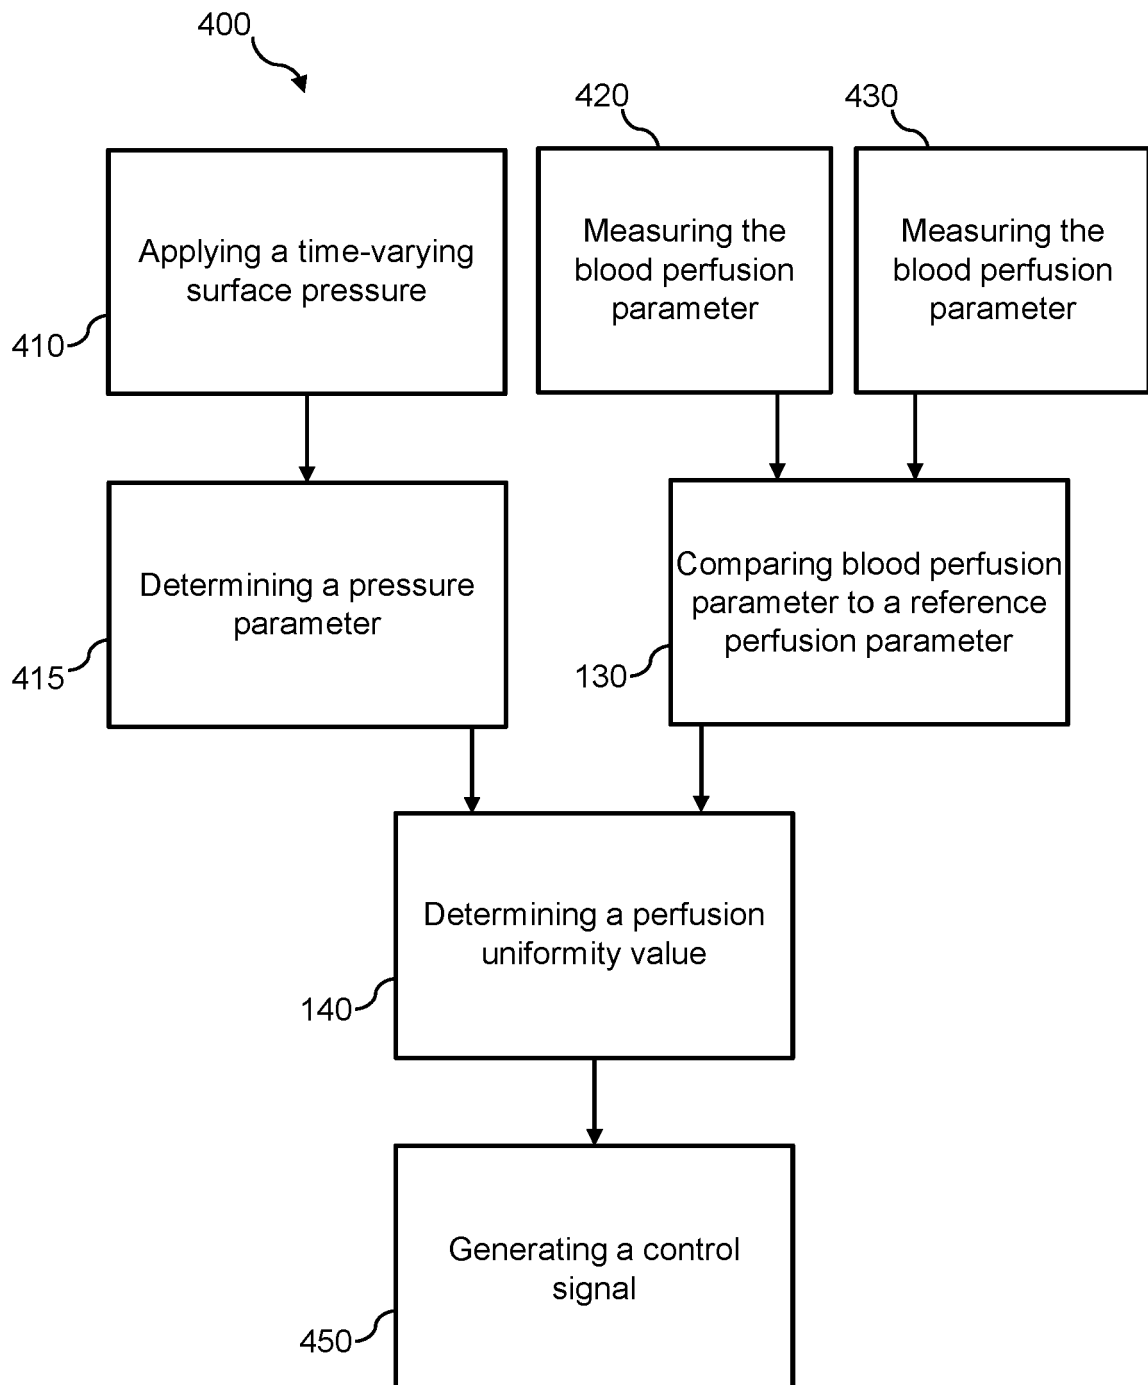 400
420
430
Applying a time-varying
surface pressure
410
Measuring the
blood perfusion
parameter
Measuring the
blood perfusion
parameter
Determining a pressure
parameter
415
Comparing blood perfusion
parameter to a reference
perfusion parameter
130
Determining a perfusion
uniformity value
140
Generating a control
signal
450